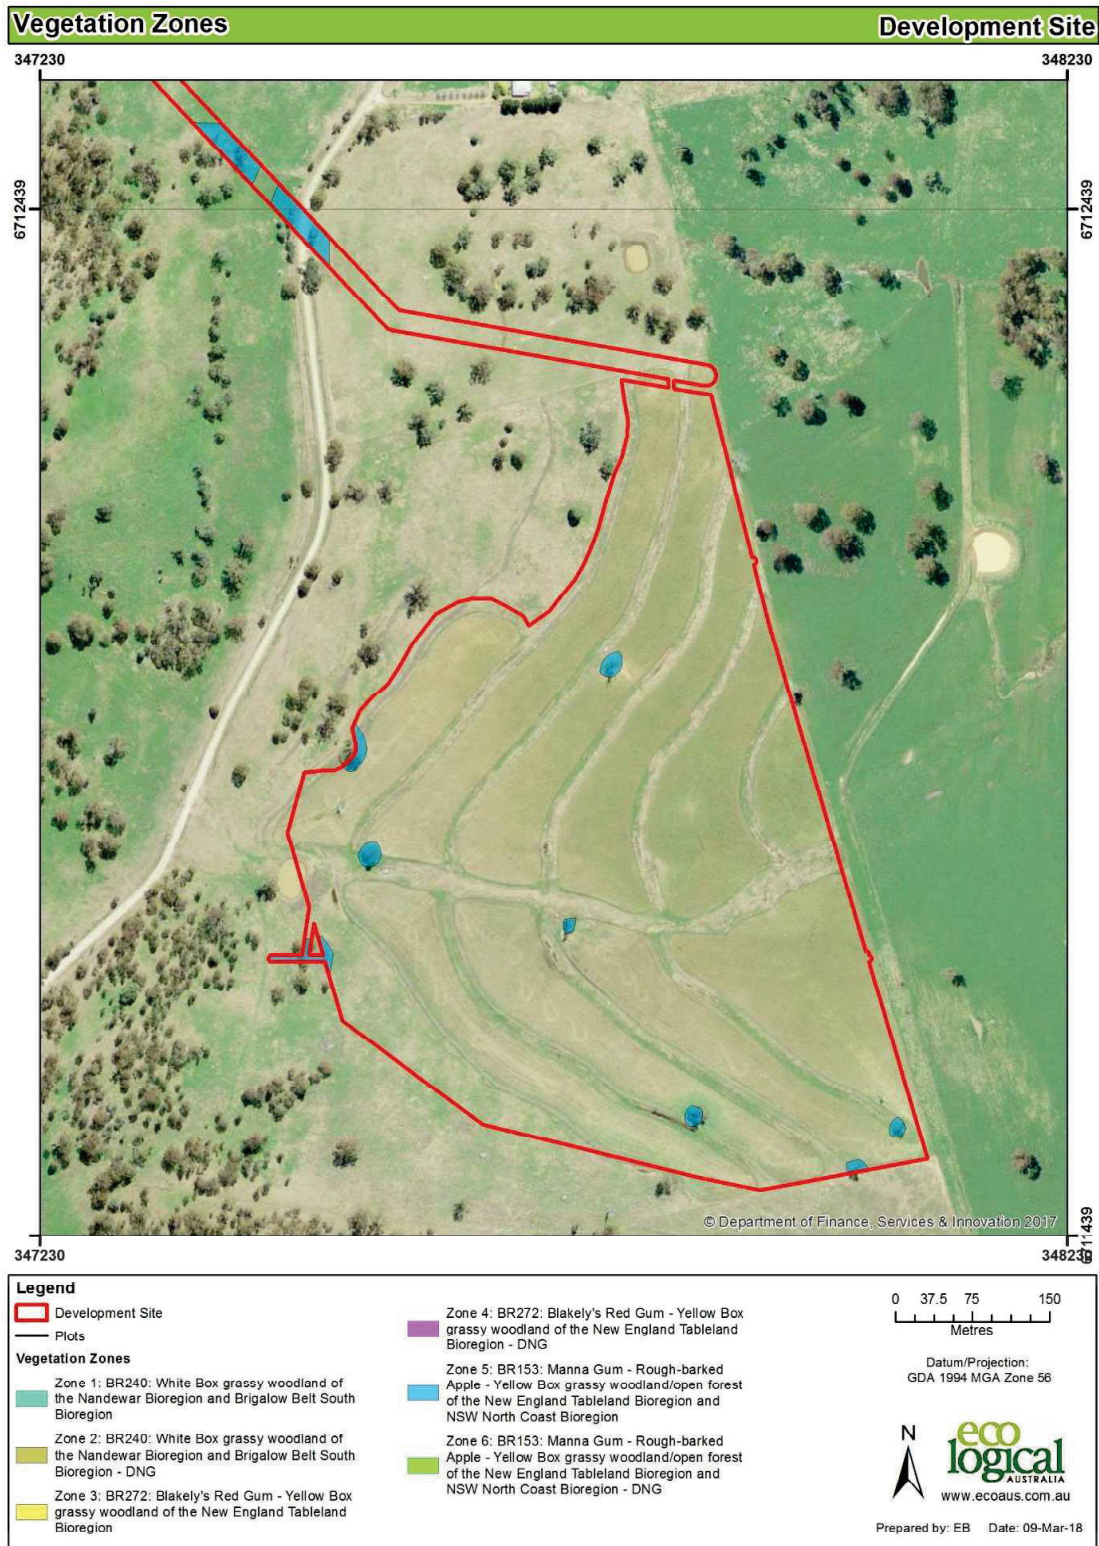 Vegetation Zones
Development Site
347230
348230
6712439
6712439
© Department of Finance, Services & Innovation 2017
6711439
347230
348230
Legend
Development Site
Plots
Vegetation Zones
Zone 1: BR240: White Box grassy woodland of
the Nandewar Bioregion and Brigalow Belt South
Bioregion
Zone 2: BR240: White Box grassy woodland of
the Nandewar Bioregion and Brigalow Belt South
Bioregion - DNG
Zone 3: BR272: Blakely's Red Gum - Yellow Box
grassy woodland of the New England Tableland
Bioregion
Zone 4: BR272: Blakely's Red Gum - Yellow Box
grassy woodland of the New England Tableland
Bioregion - DNG
Zone 5: BR153: Manna Gum - Rough-barked
Apple - Yellow Box grassy woodland/open forest
of the New England Tableland Bioregion and
NSW North Coast Bioregion
Zone 6: BR153: Manna Gum - Rough-barked
Apple - Yellow Box grassy woodland/open forest
of the New England Tableland Bioregion and
NSW North Coast Bioregion - DNG
0 37.5 75 150
Metres
Datum/Projection:
GDA 1994 MGA Zone 56
N
eco
logical
AUSTRALIA
www.ecoaus.com.au
Prepared by: EB Date: 09-Mar-18